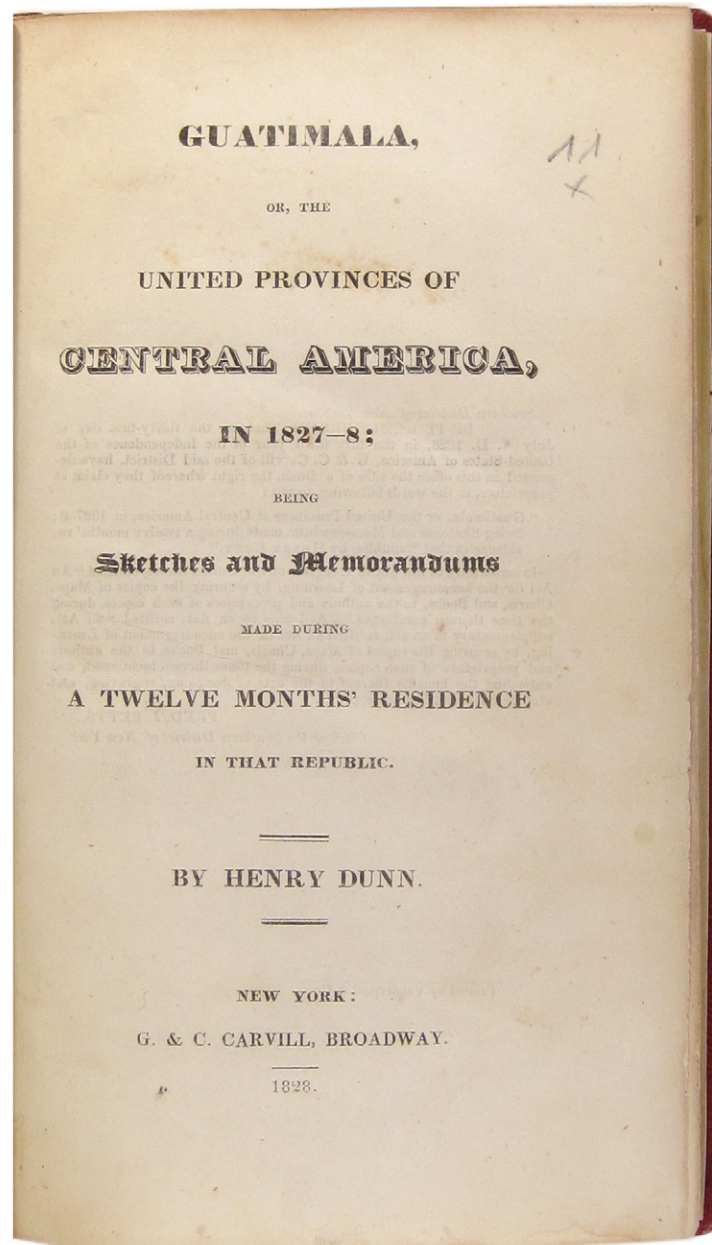 GUATIMALA,
OR, THE
UNITED PROVINCES OF
CENTRAL AMERICA,
IN 1827–8:
BEING
Sketches and Memorandums
MADE DURING
A TWELVE MONTHS' RESIDENCE
IN THAT REPUBLIC.
BY HENRY DUNN.
NEW YORK:
G. & C. CARVILL, BROADWAY.
1828.
11
x